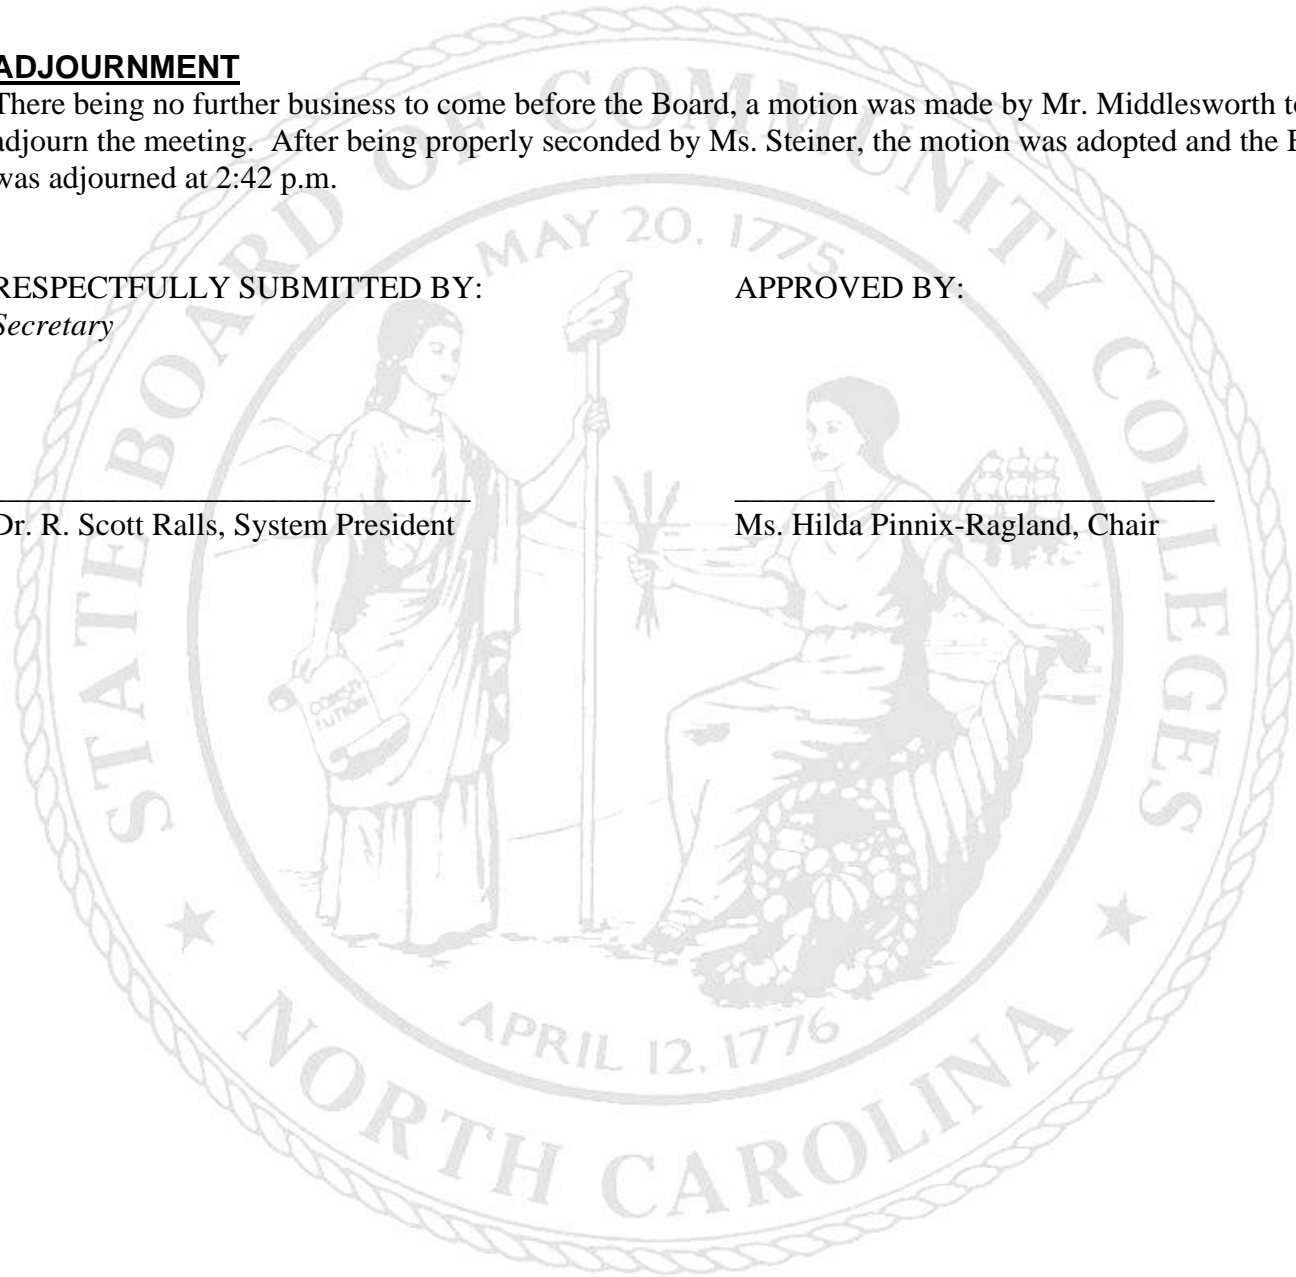 ADJOURNMENT
There being no further business to come before the Board, a motion was made by Mr. Middlesworth to
adjourn the meeting.  After being properly seconded by Ms. Steiner, the motion was adopted and the
was adjourned at 2:42 p.m.
RESPECTFULLY SUBMITTED BY:
Secretary
APPROVED BY:
Dr. R. Scott Ralls, System President
Ms. Hilda Pinnix-Ragland, Chair
STATE BOARD OF COMMUNITY COLLEGES
MAY 20, 1775
CONSTI
TUTION
APRIL 12, 1776
NORTH CAROLINA